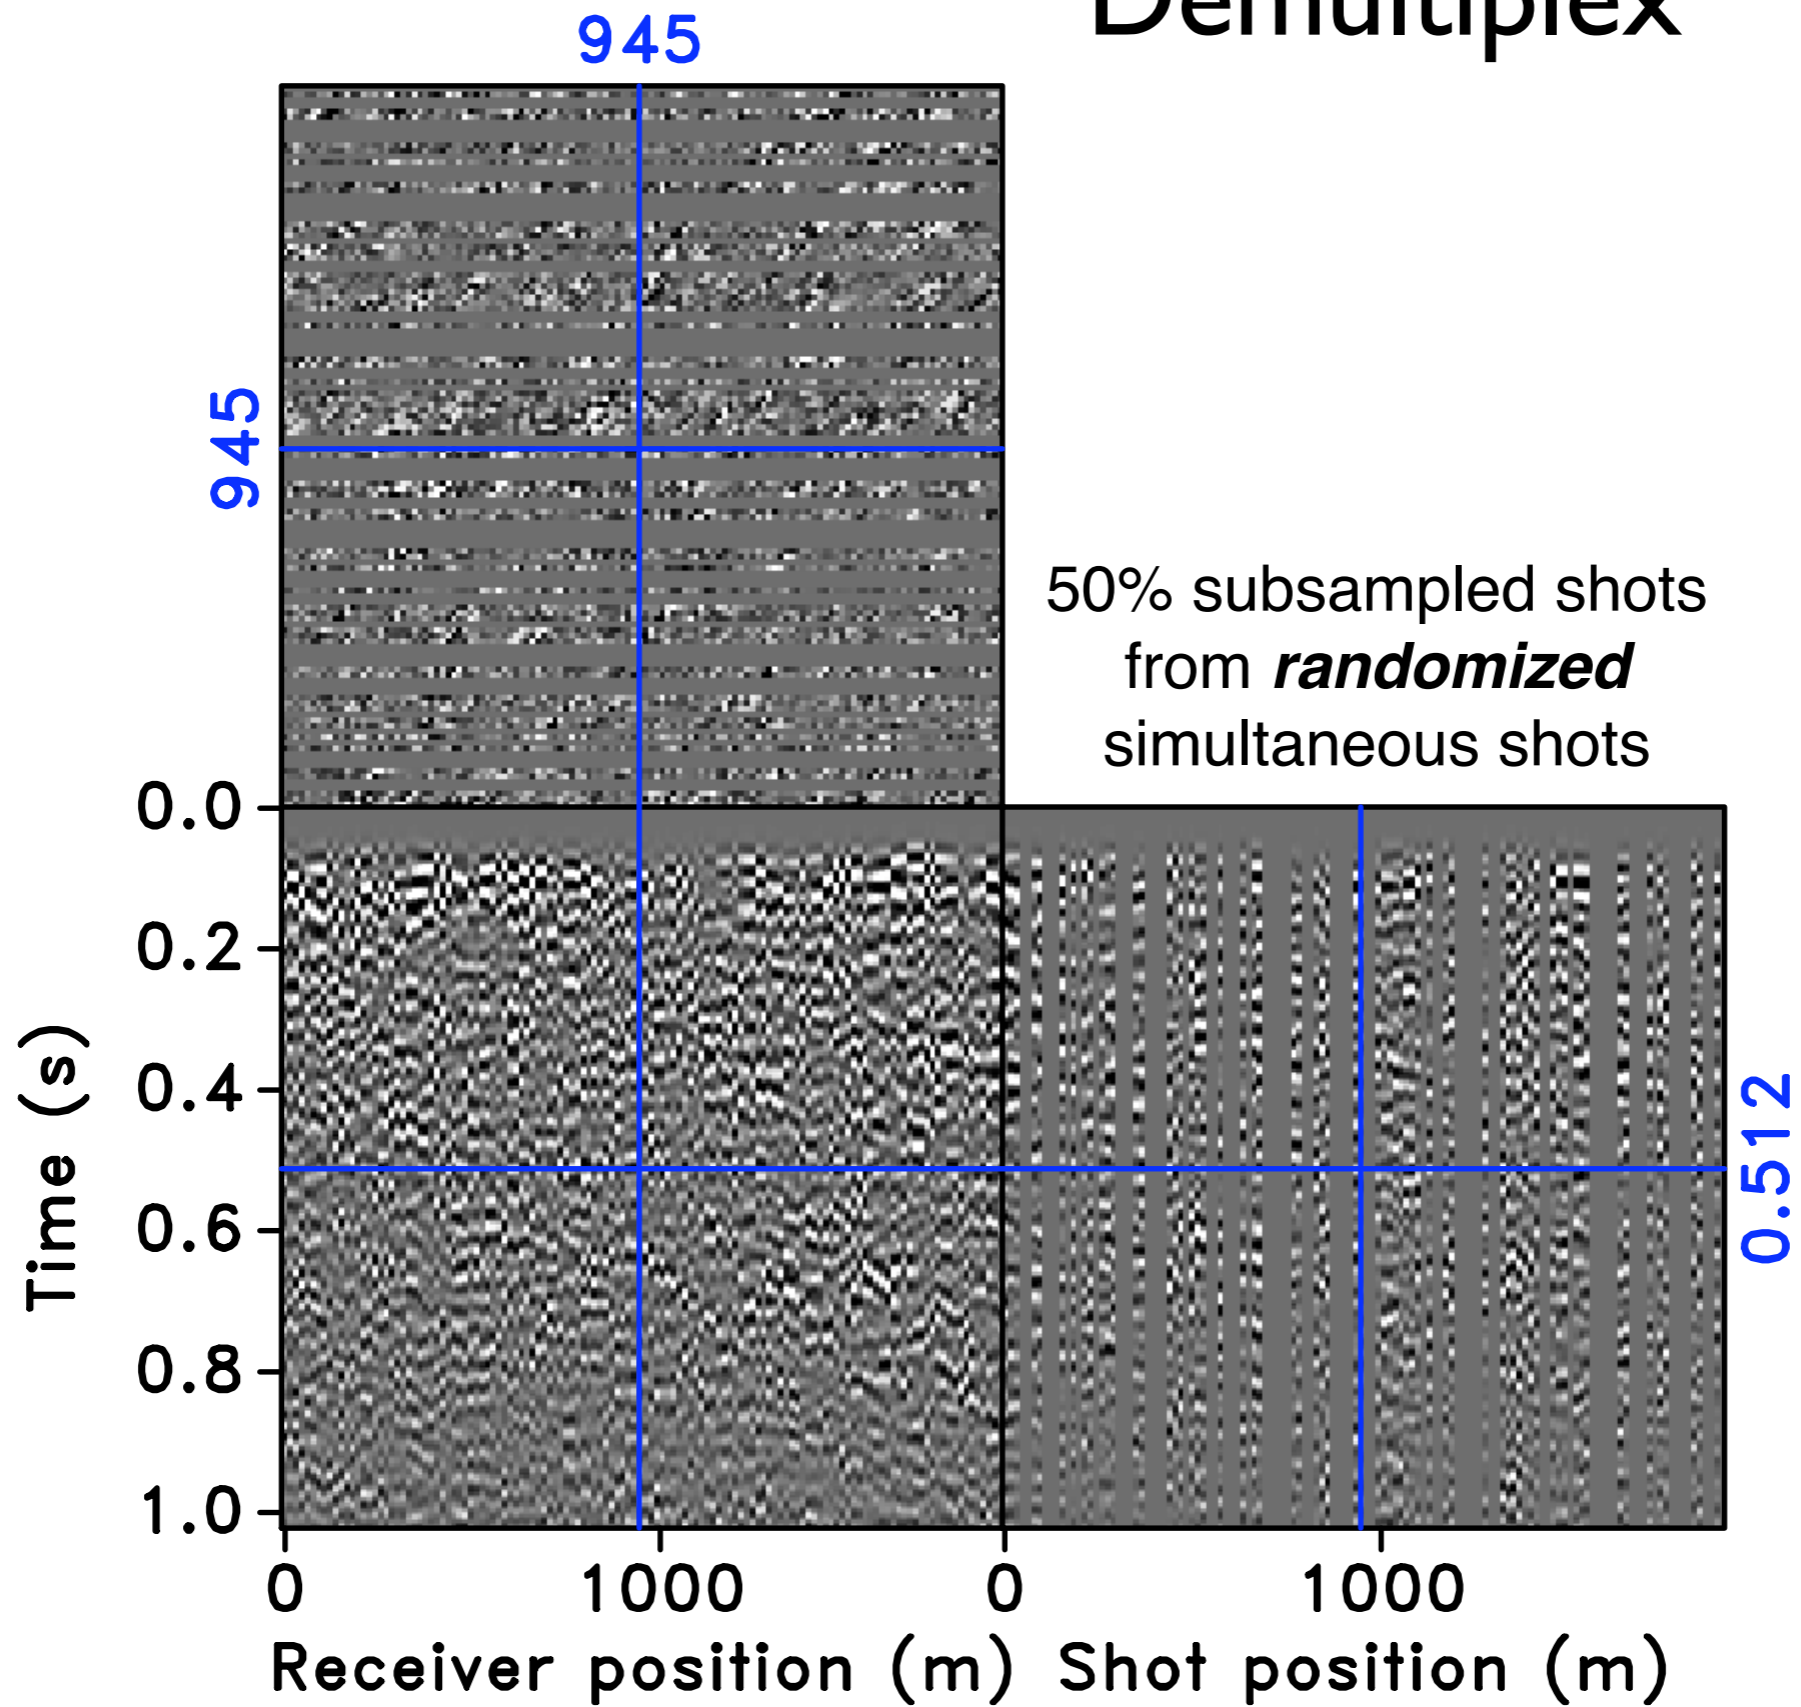 Demultiplex
945
945
50% subsampled shots
from randomized
simultaneous shots
0.0
0.2
0.4
0.6
0.8
1.0
Time (s)
0.512
0 1000 0 1000
Receiver position (m) Shot position (m)